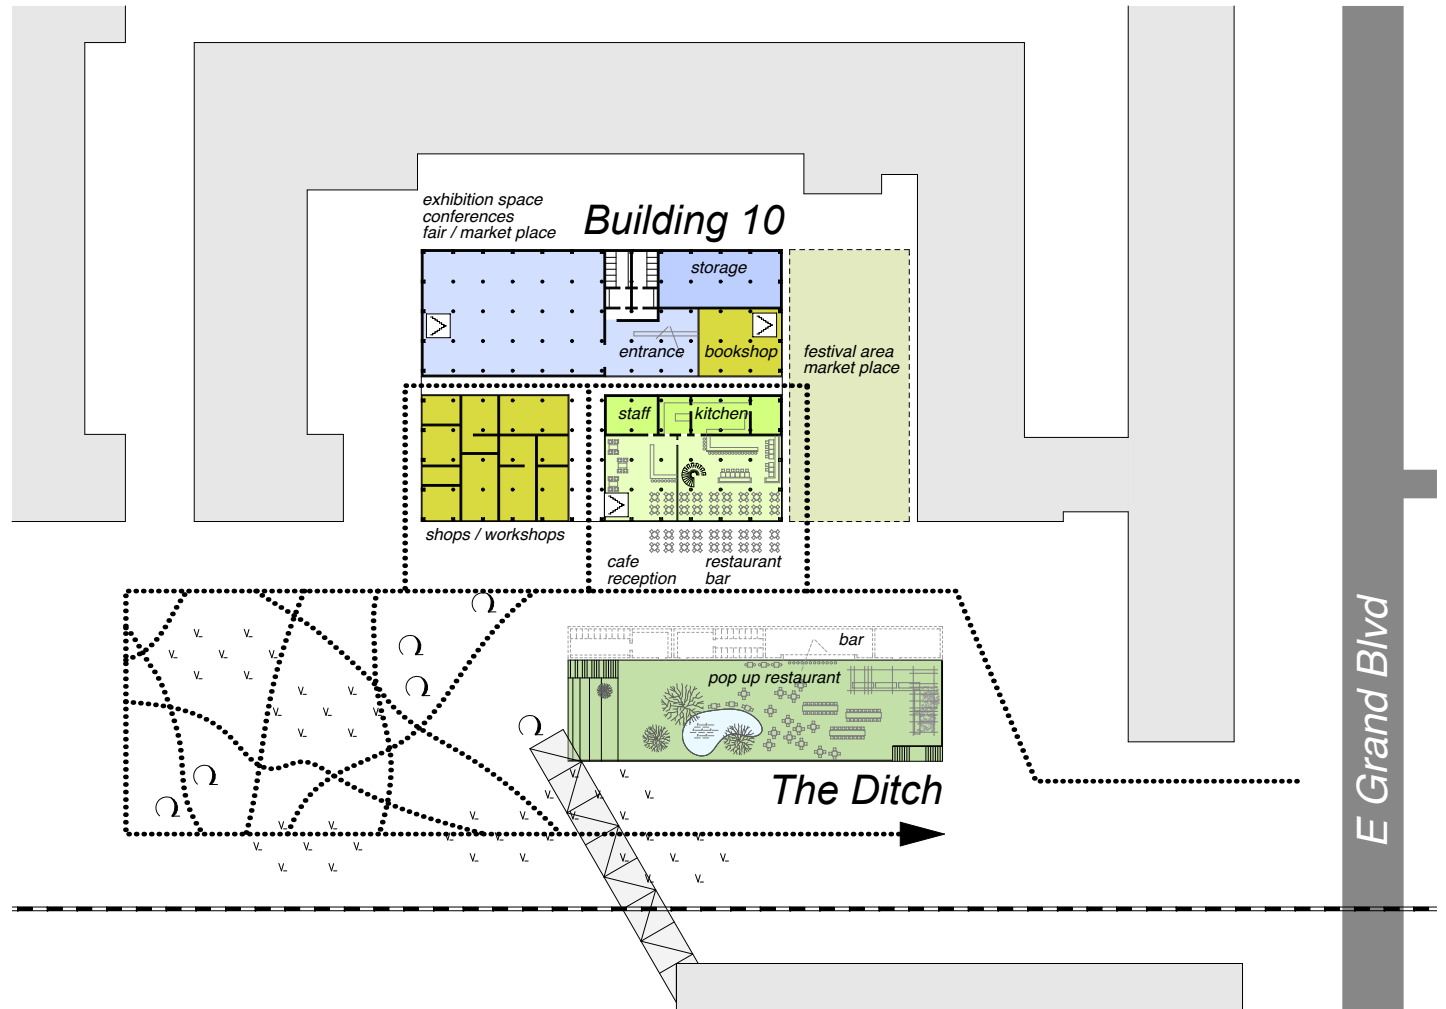 exhibition space
conferences
fair / market place
Building 10
storage
entrance
bookshop
festival area
market place
staff
kitchen
shops / workshops
cafe
reception
restaurant
bar
bar
pop up restaurant
The Ditch
E Grand Blvd